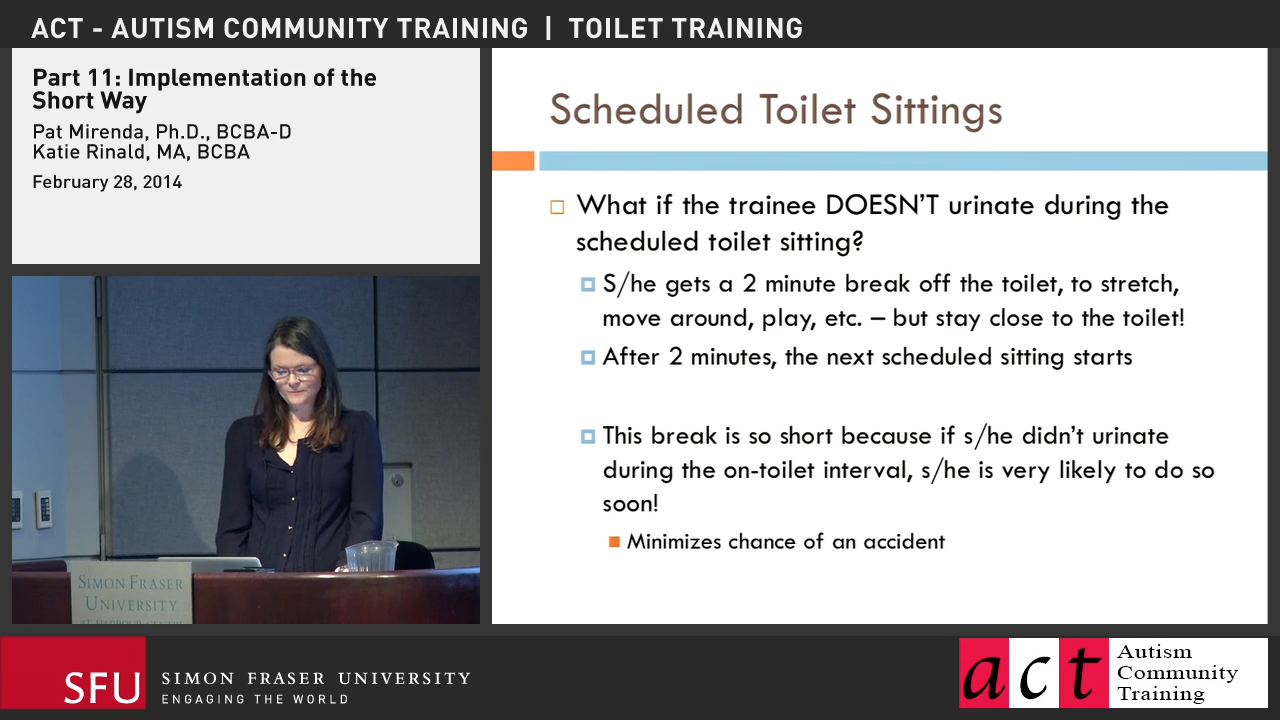 ACT - AUTISM COMMUNITY TRAINING | TOILET TRAINING
Part 11: Implementation of the
Short Way
Pat Mirenda, Ph.D., BCBA-D
Katie Rinald, MA, BCBA
February 28, 2014
Scheduled Toilet Sittings
What if the trainee DOESN'T urinate during the
scheduled toilet sitting?
S/he gets a 2 minute break off the toilet, to stretch,
move around, play, etc. – but stay close to the toilet!
After 2 minutes, the next scheduled sitting starts
This break is so short because if s/he didn't urinate
during the on-toilet interval, s/he is very likely to do so
soon!
Minimizes chance of an accident
SIMON FRASER
UNIVERSITY
AT HARBOUR CENTRE
SFU
SIMON FRASER UNIVERSITY
ENGAGING THE WORLD
act
Autism
Community
Training